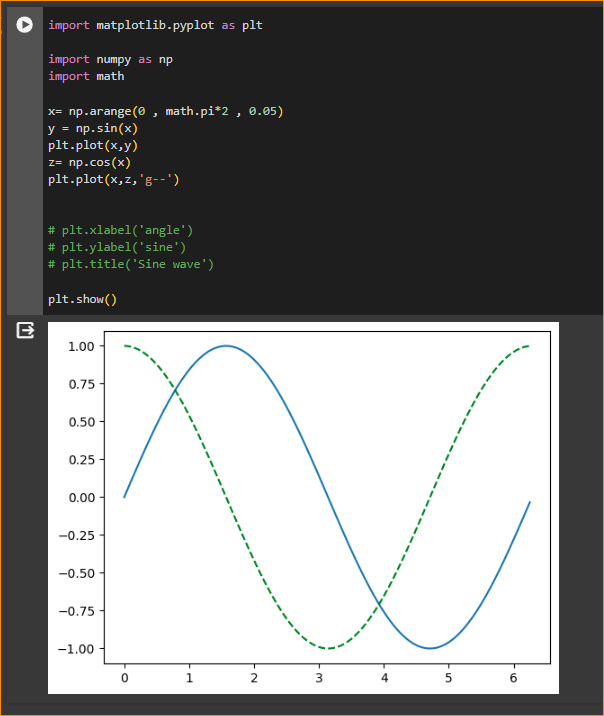 import matplotlib.pyplot as plt
import numpy as np
import math
x= np.arange(0 , math.pi*2 , 0.05)
y = np.sin(x)
plt.plot(x,y)
z= np.cos(x)
plt.plot(x,z,'g--')
# plt.xlabel('angle')
# plt.ylabel('sine')
# plt.title('Sine wave')
plt.show()
1.00
0.75
0.50
0.25
0.00
−0.25
−0.50
−0.75
−1.00
0 1 2 3 4 5 6